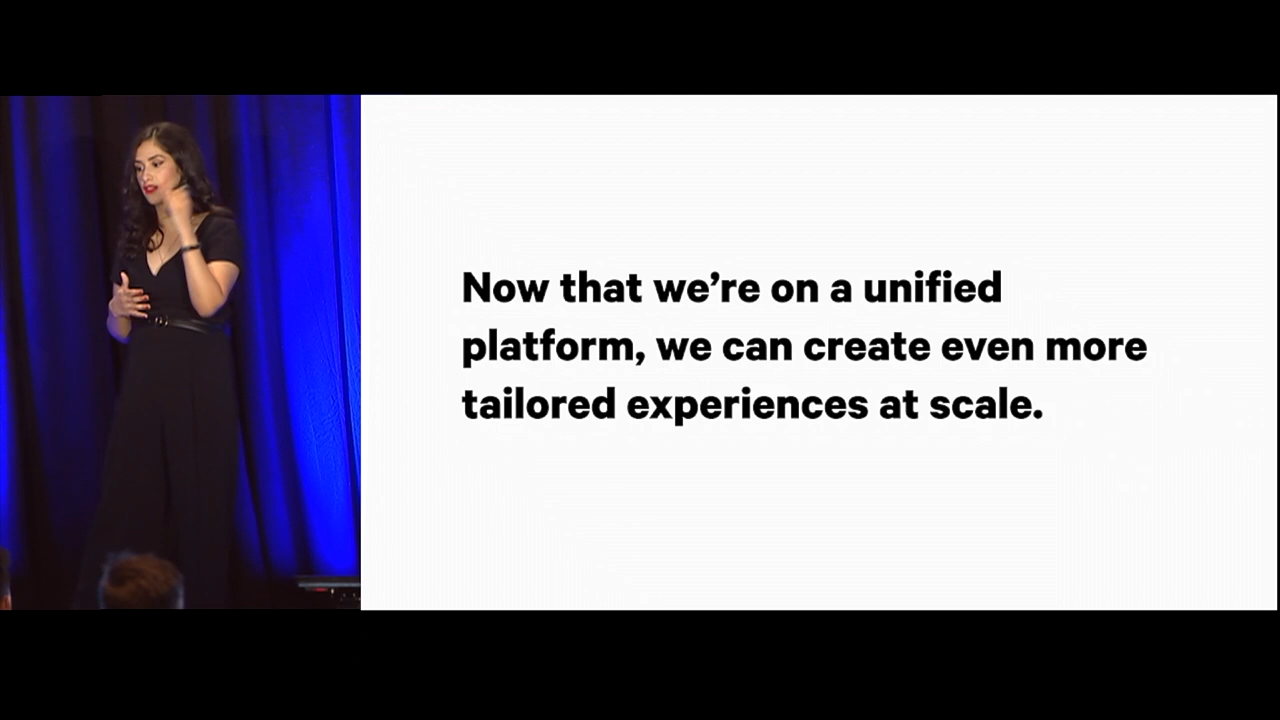 Now that we’re on a unified
platform, we can create even more
tailored experiences at scale.